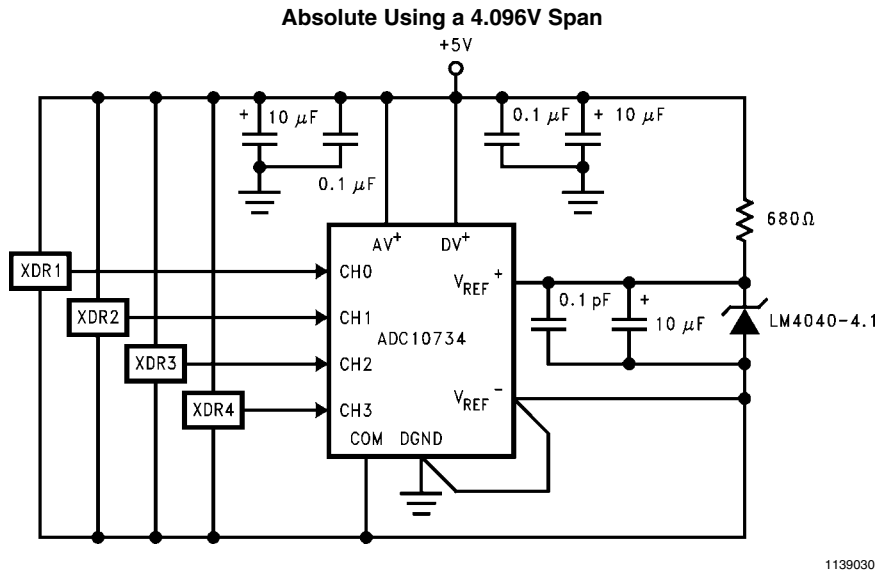 Absolute Using a 4.096V Span
+5V
+ 10 μF
0.1 μF
0.1 μF
+ 10 μF
680Ω
AV+
DV+
XDR1
CH0
VREF+
XDR2
CH1
0.1 pF
+
10 μF
LM4040-4.1
ADC10734
XDR3
CH2
XDR4
CH3
VREF−
COM DGND
1139030